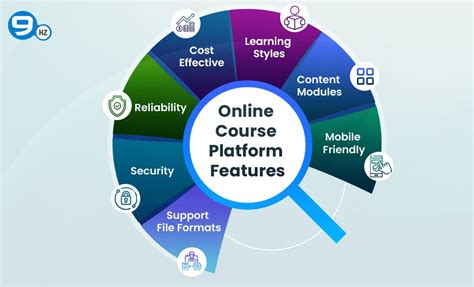 9
HZ
Online
Course
Platform
Features
Support
File Formats
Security
Reliability
Cost
Effective
Learning
Styles
Content
Modules
Mobile
Friendly